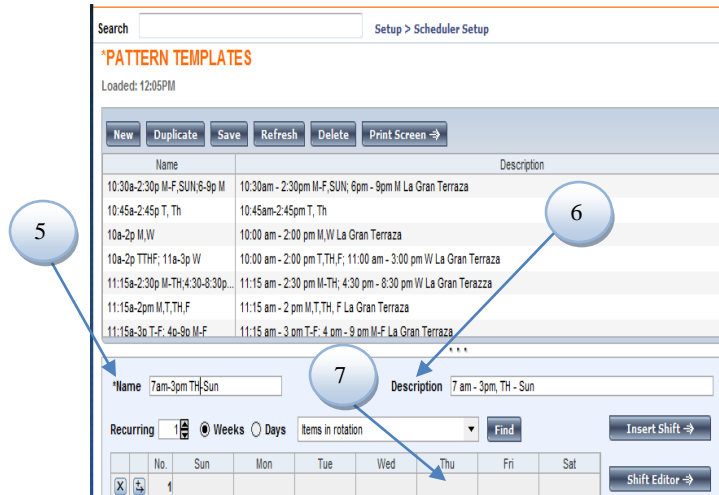 Search Setup > Scheduler Setup
*PATTERN TEMPLATES
Loaded: 12:05PM
New Duplicate Save Refresh Delete Print Screen
Name Description
10:30a-2:30p M-F,SUN;6-9p M 10:30am - 2:30pm M-F,SUN; 6pm - 9pm M La Gran Terraza
10:45a-2:45p T, Th 10:45am-2:45pm T, Th
6
5
10a-2p M,W 10:00 am - 2:00 pm M,W La Gran Terraza
10a-2p TTHF; 11a-3p W 10:00 am - 2:00 pm T,TH,F; 11:00 am - 3:00 pm W La Gran Terraza
11:15a-2:30p M-TH;4:30-8:30p... 11:15 am - 2:30 pm M-TH; 4:30 pm - 8:30 pm W La Gran Terazza
11:15a-2pm M,T,TH,F 11:15 am - 2 pm M,T,TH, F La Gran Terraza
11:15a-3p T-F; 4p-9p M-F 11:15 am - 3 pm T-F; 4 pm - 9 pm M-F La Gran Terraza
7
*Name 7am-3pm TH-Sun Description 7 am - 3pm, TH - Sun
Recurring 1 Weeks Days Items in rotation Find Insert Shift
No. Sun Mon Tue Wed Thu Fri Sat
X 1 Shift Editor